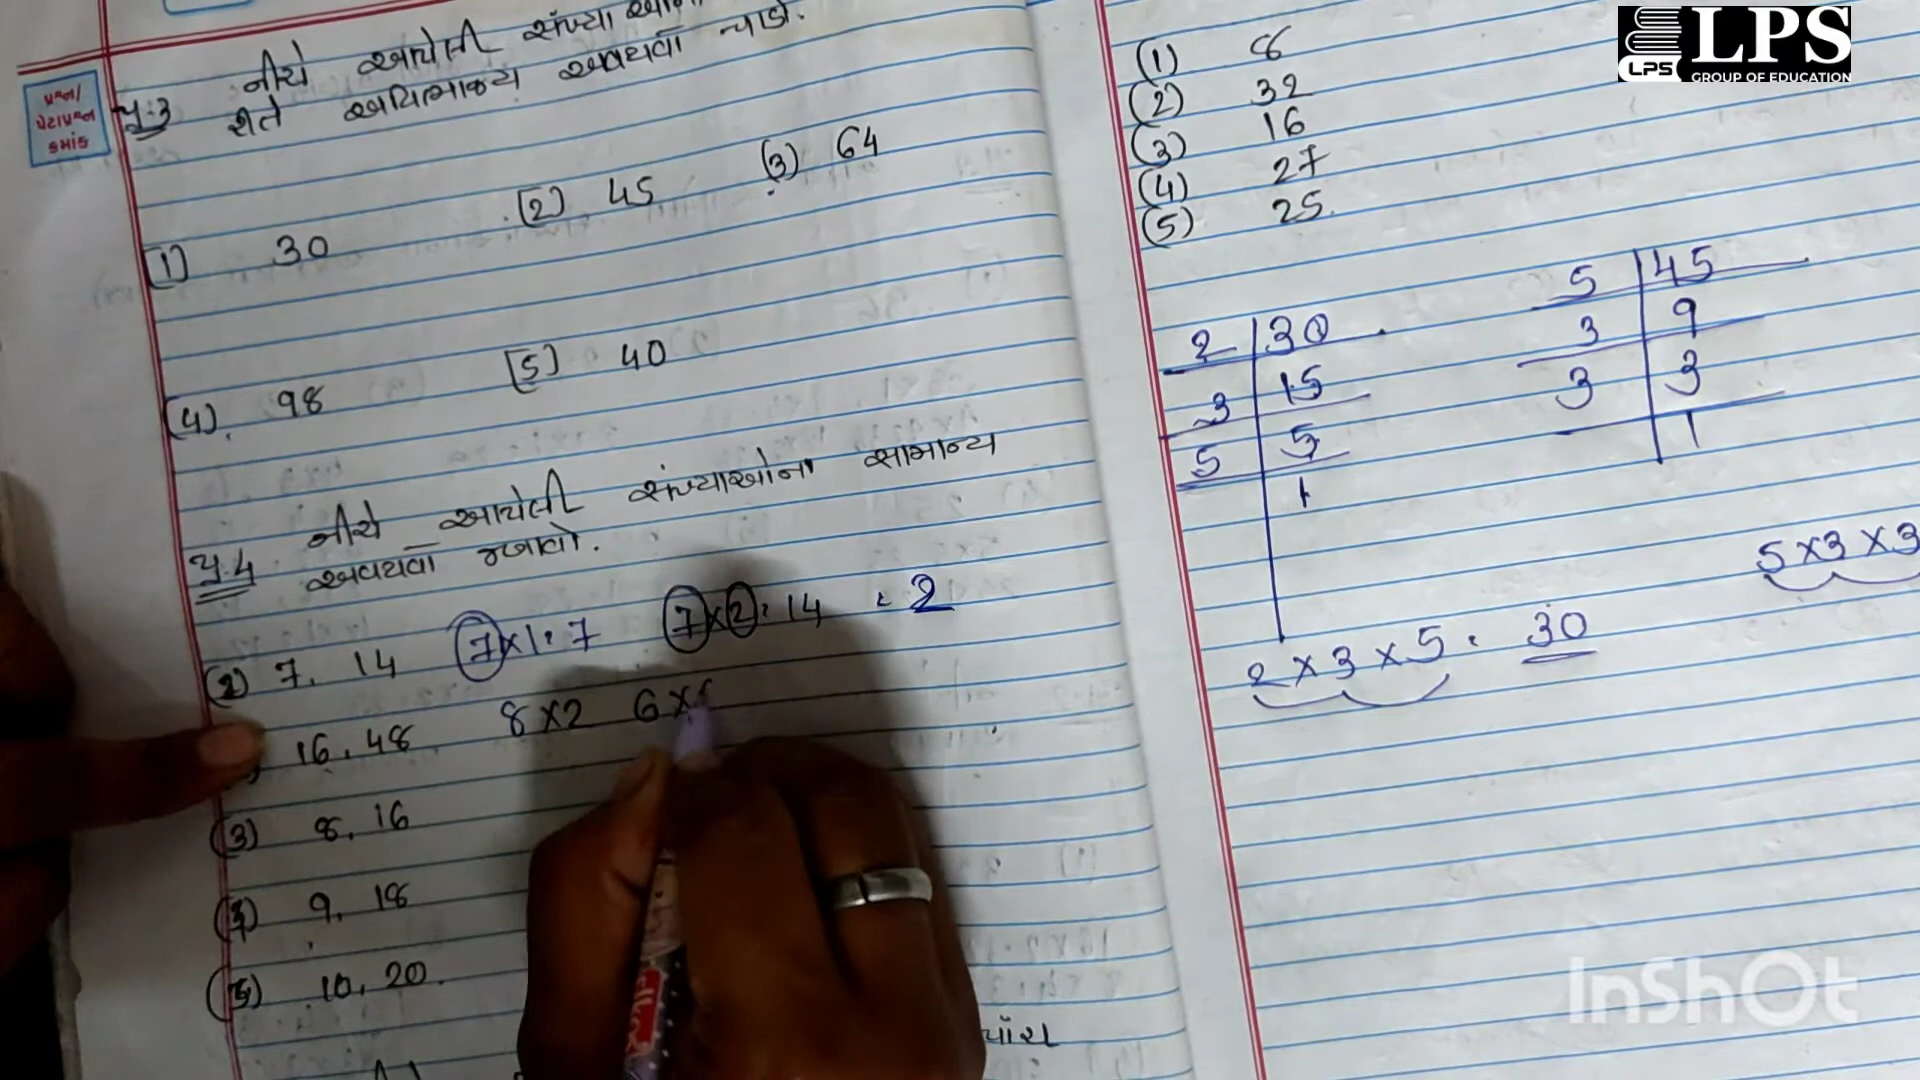 પ્રશ્ન/
પેટાપ્રશ્ન
ક્રમાંક
પ્ર.3 નીચે આપેલી સંખ્યા
રીતે અવિભાજ્ય અવયવો પાડો.
(1) 30 (2) 45 (3) 64
(4). 98 (5) 40
પ્ર.4 નીચે આપેલી સંખ્યાઓના સામાન્ય
અવયવો જણાવો.
7, 14 7×1=7 7×2=14 = 2
16, 48 8×2 6×
(3) 8, 16
9, 18
(5) 10, 20.
(1) 8
(2) 32
(3) 16
(4) 27
(5) 25.
2 | 30
3 | 15
5 | 5
1
5 | 45
3 | 9
3 | 3
1
5×3×3
2×3×5 = 30
LPS
LPS
GROUP OF EDUCATION
InShOt